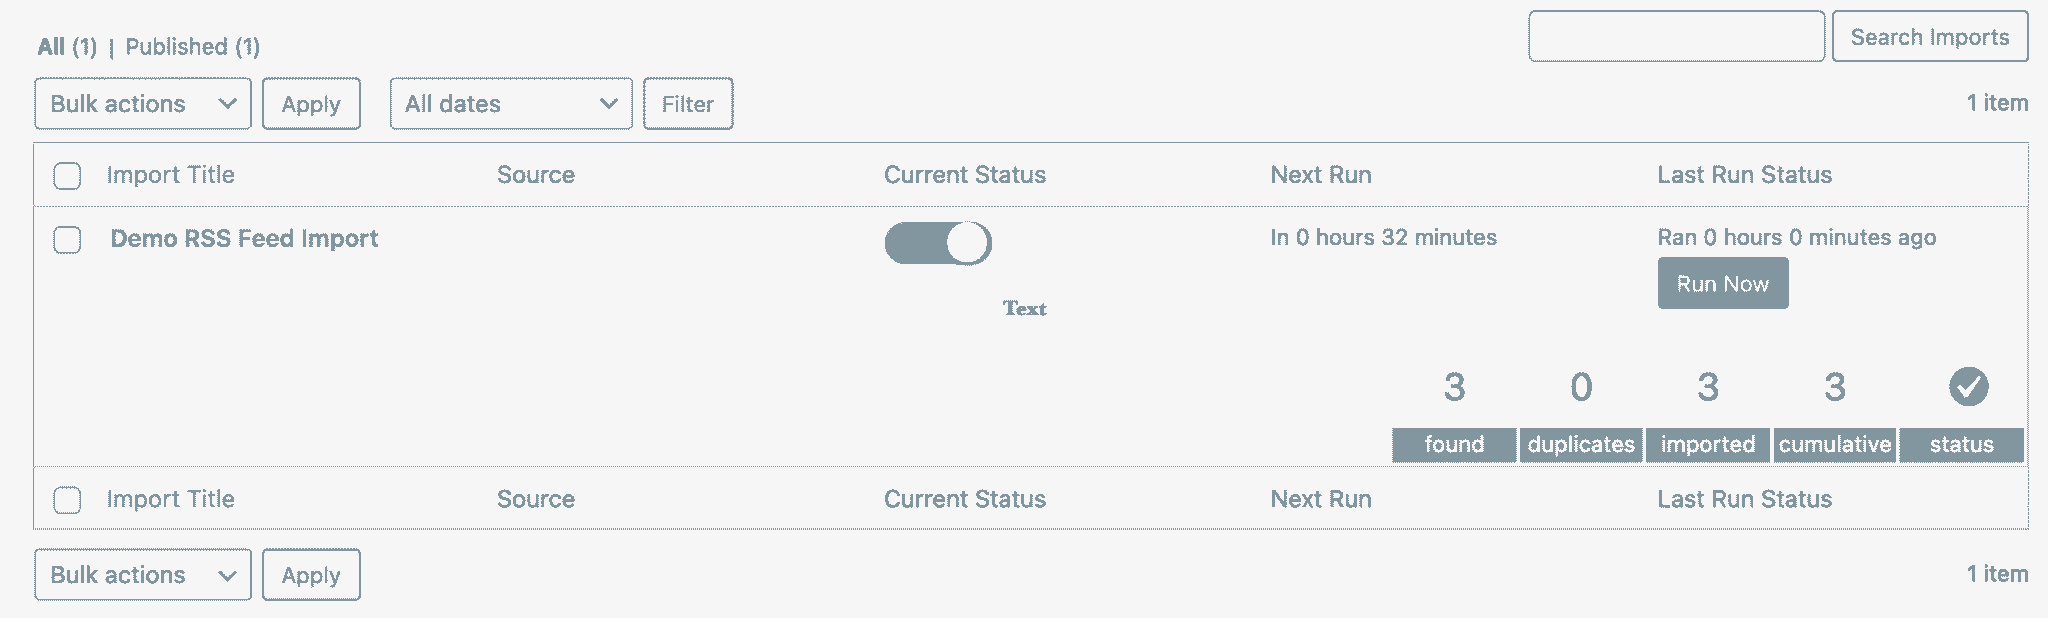 All (1) | Published (1)
Search Imports
Bulk actions Apply All dates Filter
1 item
Import Title Source Current Status Next Run Last Run Status
Demo RSS Feed Import In 0 hours 32 minutes Ran 0 hours 0 minutes ago
Run Now
Text
3 0 3 3
found duplicates imported cumulative status
Import Title Source Current Status Next Run Last Run Status
Bulk actions Apply
1 item